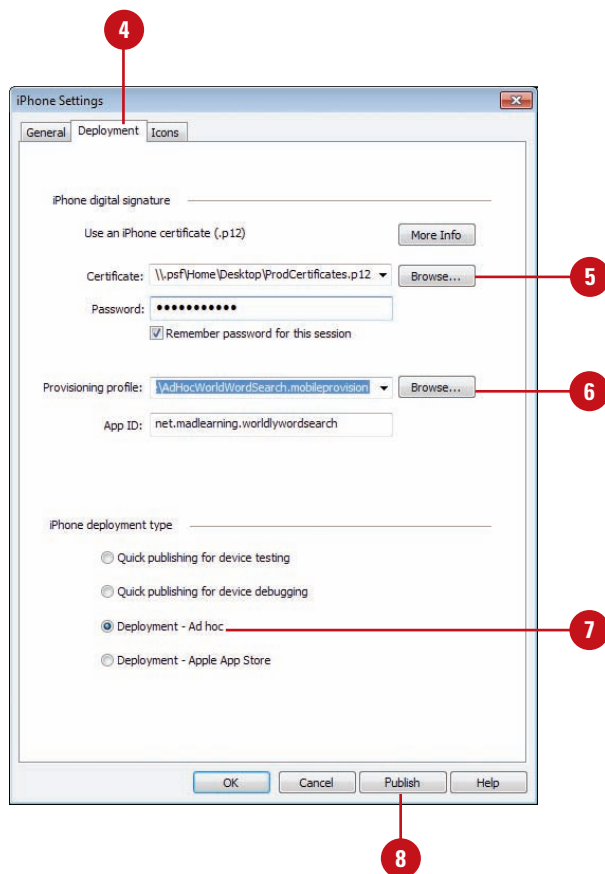 4
iPhone Settings
General Deployment Icons
iPhone digital signature
Use an iPhone certificate (.p12) More Info
Certificate: \\.psf\Home\Desktop\ProdCertificates.p12 Browse... 5
Password: •••••••••••
Remember password for this session
Provisioning profile: :\AdHocWorldWordSearch.mobileprovision Browse... 6
App ID: net.madlearning.worldlywordsearch
iPhone deployment type
Quick publishing for device testing
Quick publishing for device debugging
Deployment - Ad hoc 7
Deployment - Apple App Store
OK Cancel Publish Help
8